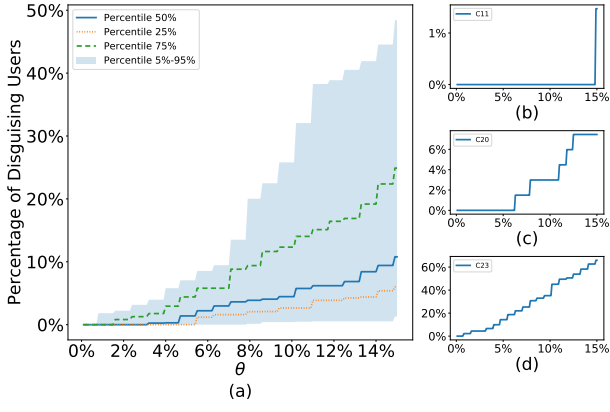 Percentage of Disguising Users
50%
40%
30%
20%
10%
0%
Percentile 50%
Percentile 25%
Percentile 75%
Percentile 5%-95%
0% 2% 4% 6% 8% 10% 12% 14%
θ
(a)
C11
1%
0%
0% 5% 10% 15%
(b)
C20
6%
4%
2%
0%
0% 5% 10% 15%
(c)
C23
60%
40%
20%
0%
0% 5% 10% 15%
(d)